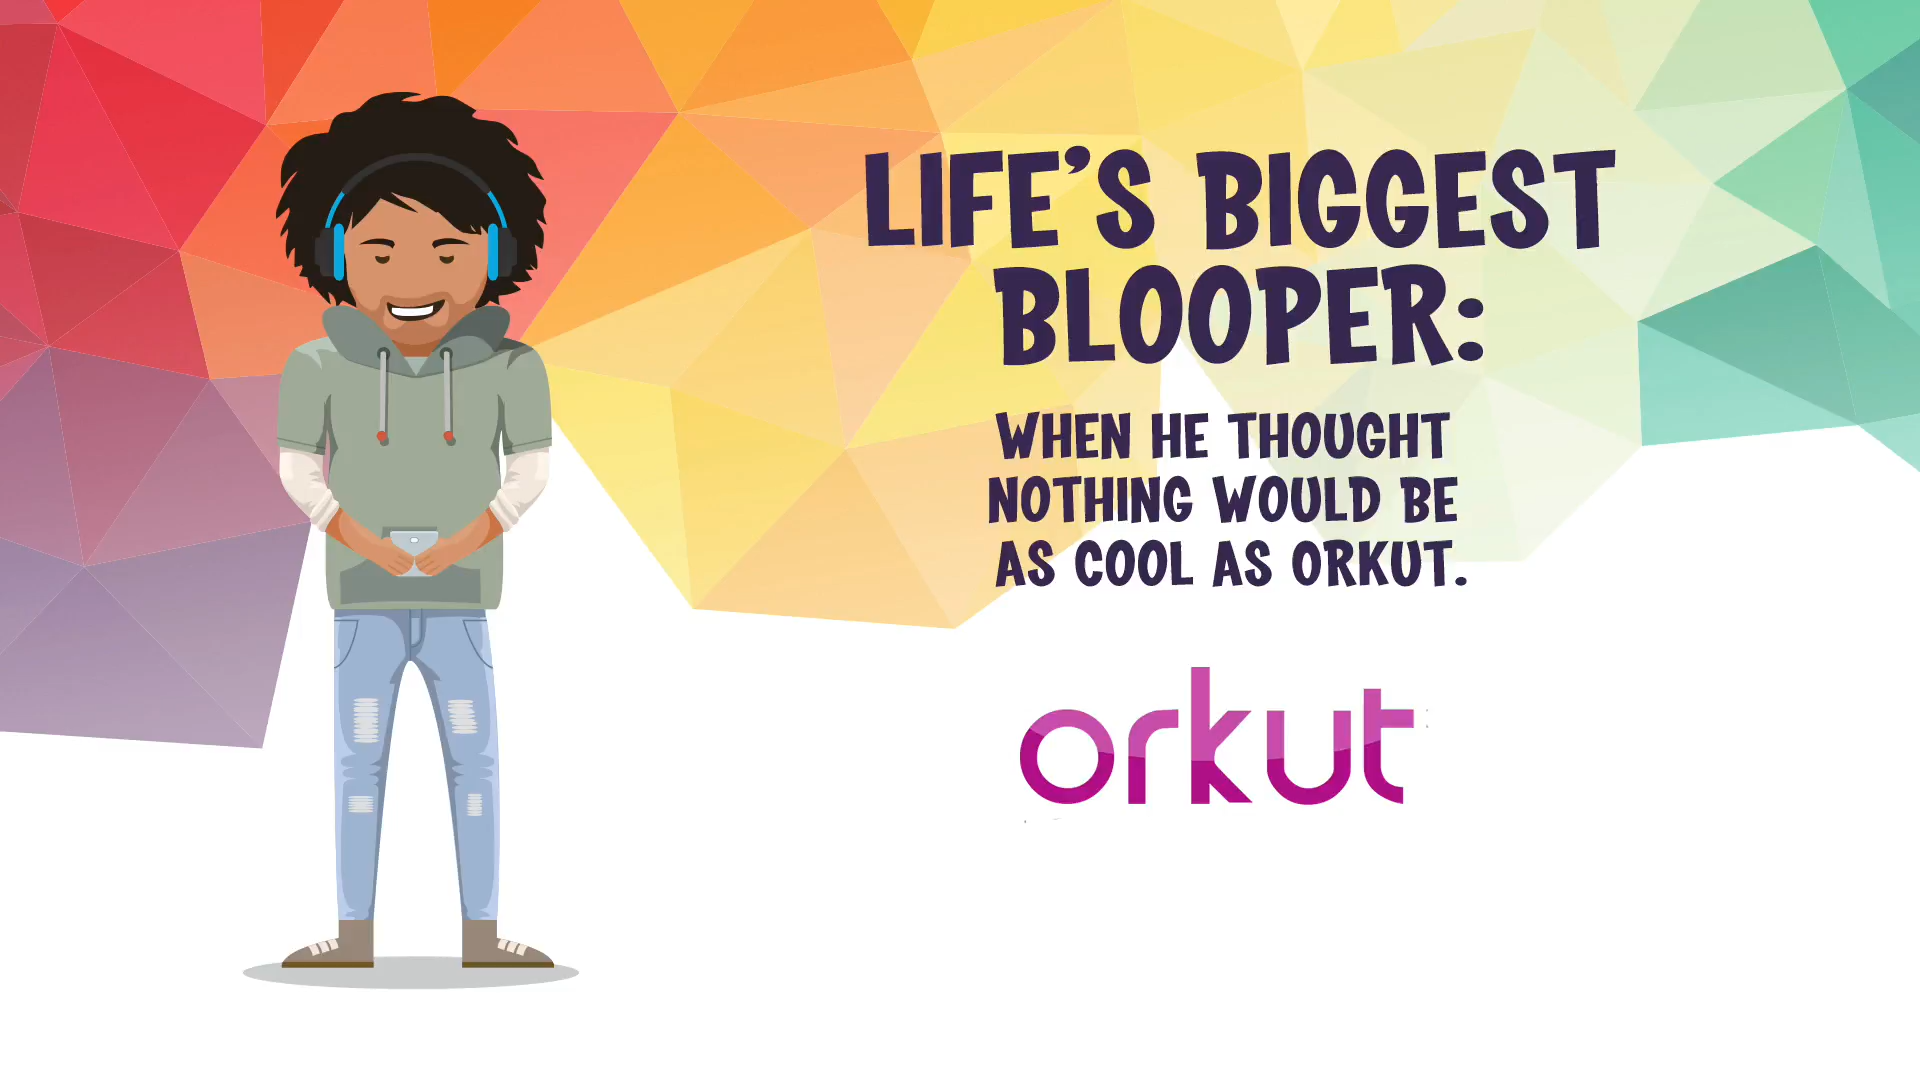 LIFE'S BIGGEST
BLOOPER:
WHEN HE THOUGHT
NOTHING WOULD BE
AS COOL AS ORKUT.
orkut